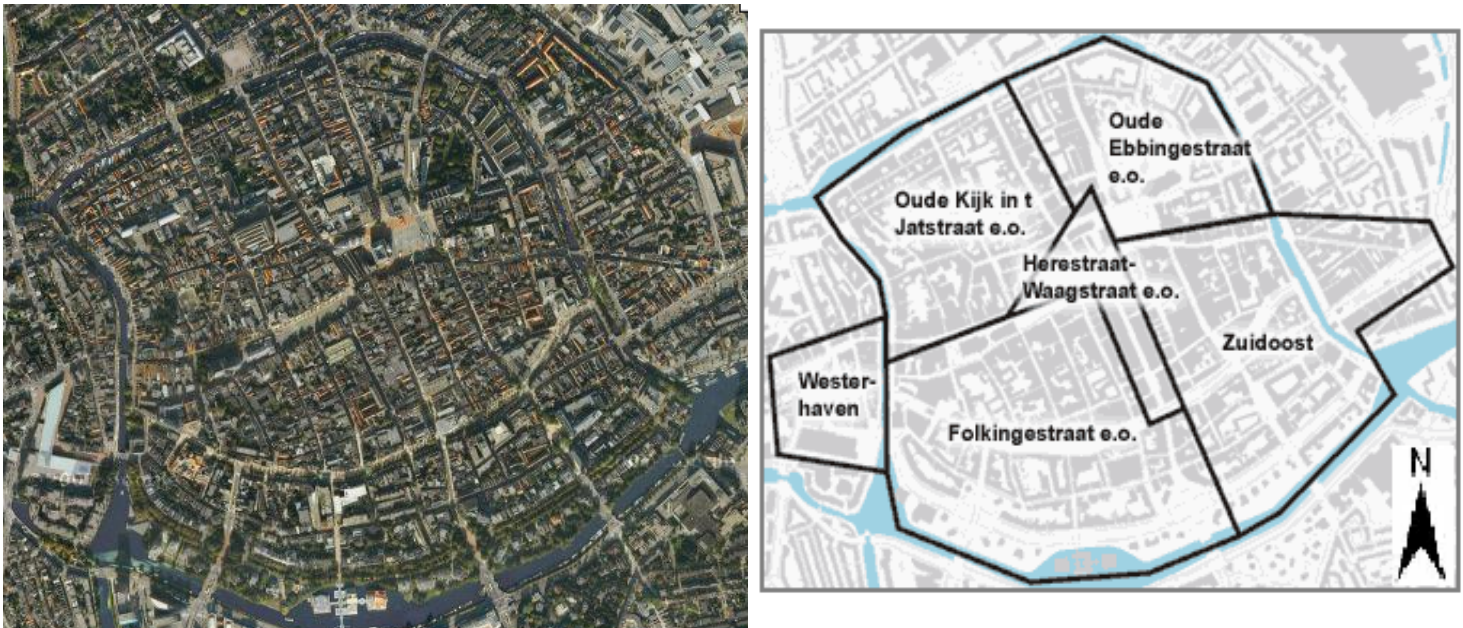 Oude
Ebbingestraat
e.o.
Oude Kijk in t
Jatstraat e.o.
Herestraat-
Waagstraat e.o.
Zuidoost
Wester-
haven
Folkingestraat e.o.
N